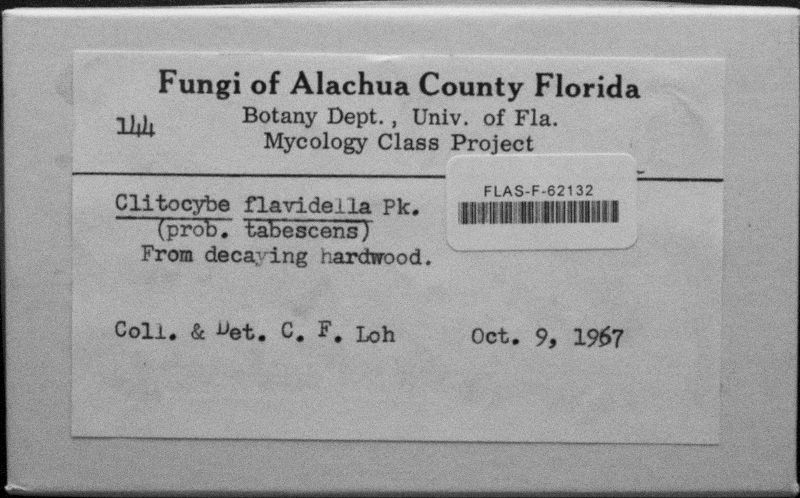 Fungi of Alachua County Florida
144
Botany Dept., Univ. of Fla.
Mycology Class Project
FLAS-F-62132
Clitocybe flavidella Pk.
(prob. tabescens)
From decaying hardwood.
Coll. & Det. C. F. Loh Oct. 9, 1967